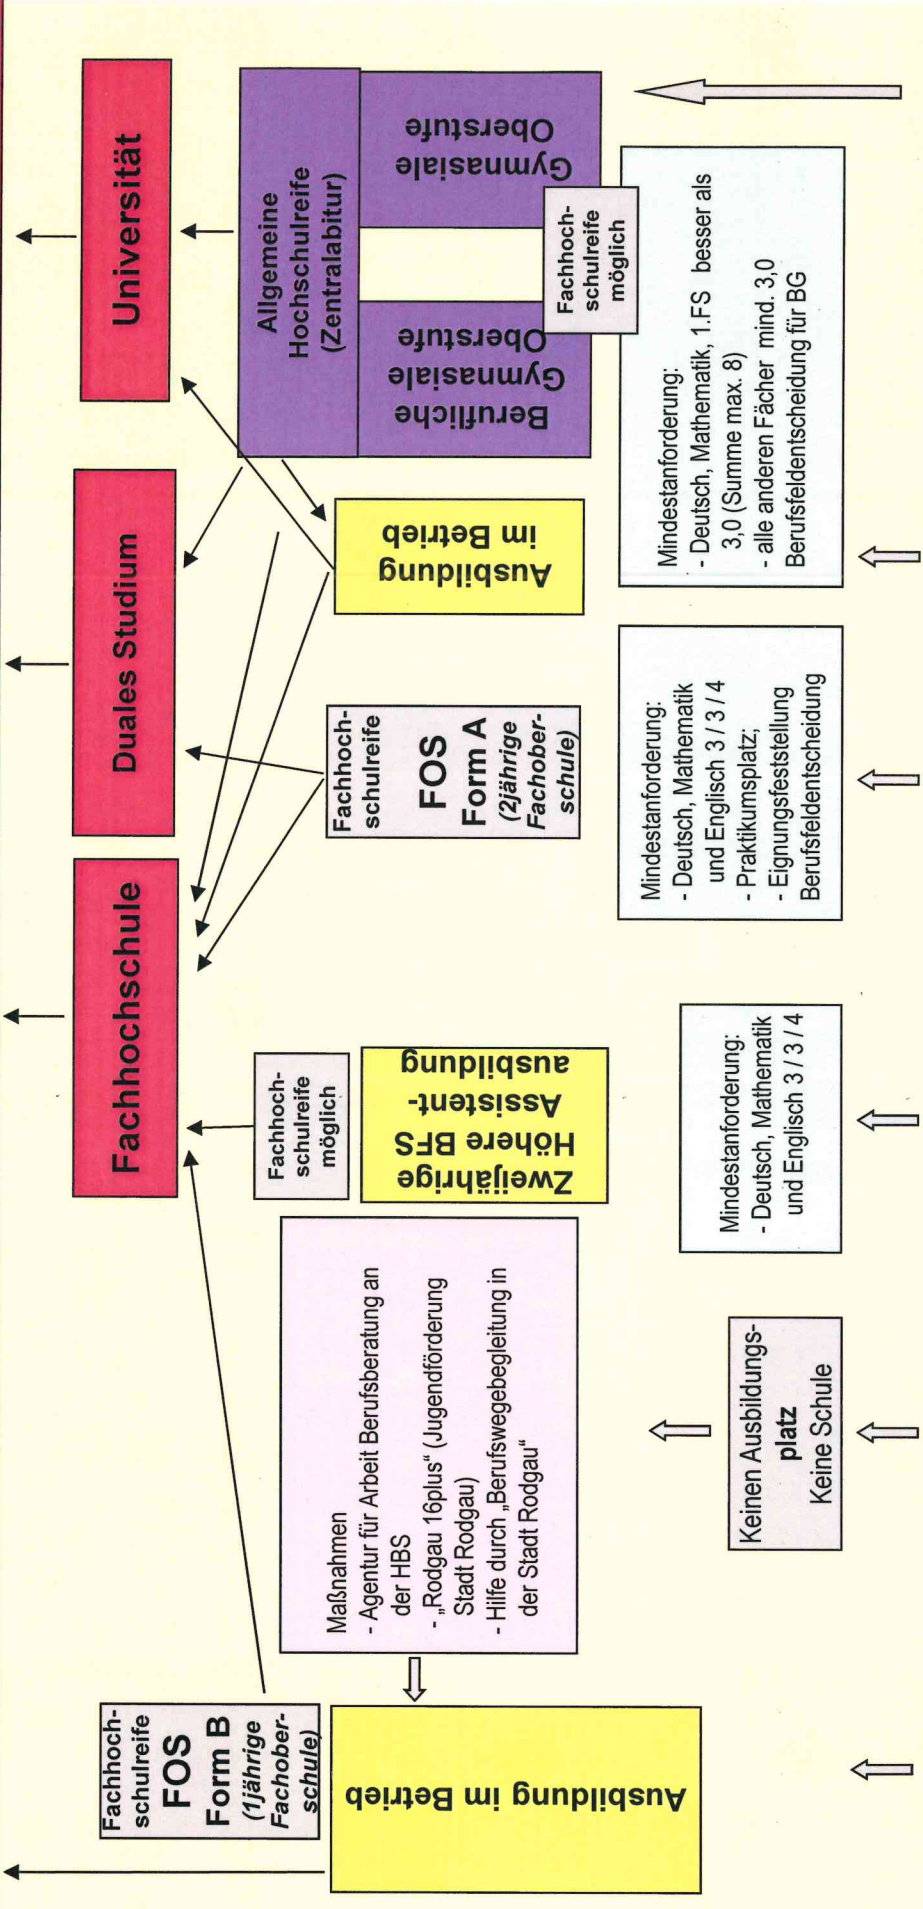 Fachhochschule
Duales Studium
Universität
Fachhoch-
schulreife
FOS
Form B
(1jährige
Fachober-
schule)
Ausbildung im Betrieb
Maßnahmen
- Agentur für Arbeit Berufsberatung an
der HBS
- „Rodgau 16plus“ (Jugendförderung
Stadt Rodgau)
- Hilfe durch „Berufswegebegleitung in
der Stadt Rodgau“
Keinen Ausbildungs-
platz
Keine Schule
Fachhoch-
schulreife
möglich
Zweijährige
Höhere BFS
Assistent-
ausbildung
Mindestanforderung:
- Deutsch, Mathematik
und Englisch 3 / 3 / 4
Fachhoch-
schulreife
FOS
Form A
(2jährige
Fachober-
schule)
Mindestanforderung:
- Deutsch, Mathematik
und Englisch 3 / 3 / 4
- Praktikumsplatz;
- Eignungsfeststellung
Berufsfeldentscheidung
Ausbildung
im Betrieb
Allgemeine
Hochschulreife
(Zentralabitur)
Berufliche
Gymnasiale
Oberstufe
Gymnasiale
Oberstufe
Fachhoch-
schulreife
möglich
Mindestanforderung:
- Deutsch, Mathematik, 1.FS besser als
3,0 (Summe max. 8)
- alle anderen Fächer mind. 3,0
Berufsfeldentscheidung für BG